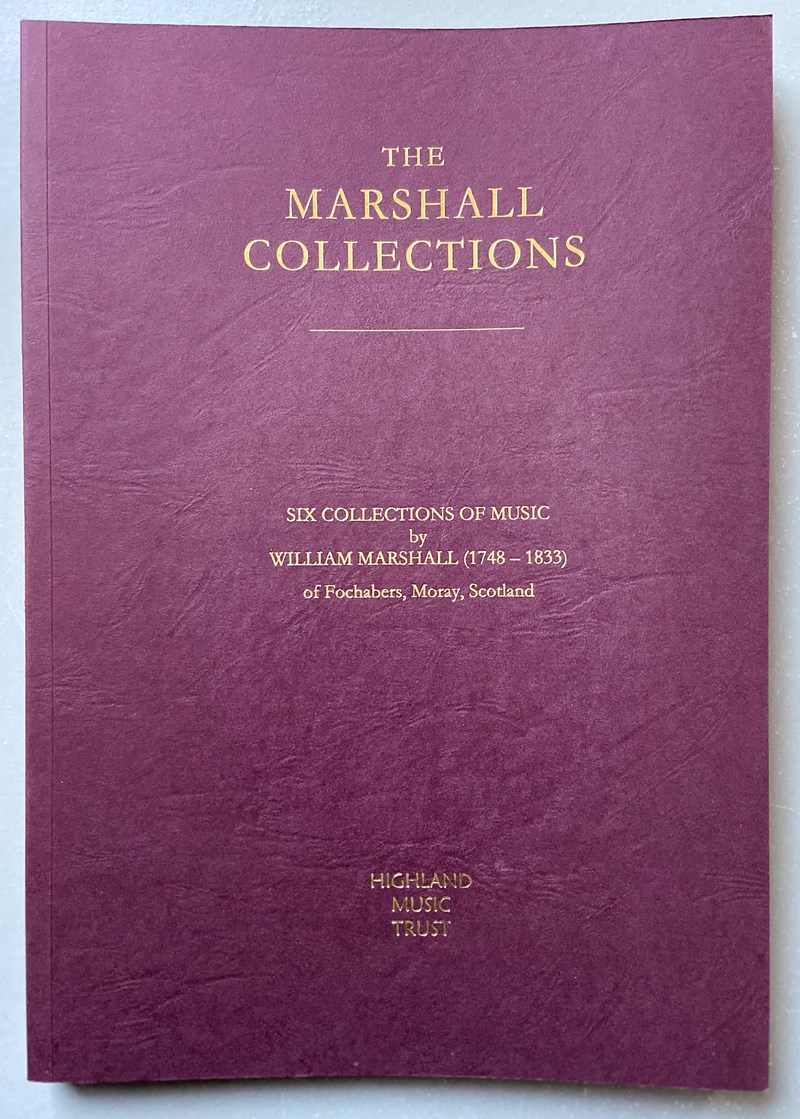 THE
MARSHALL
COLLECTIONS
SIX COLLECTIONS OF MUSIC
by
WILLIAM MARSHALL (1748 – 1833)
of Fochabers, Moray, Scotland
HIGHLAND
MUSIC
TRUST